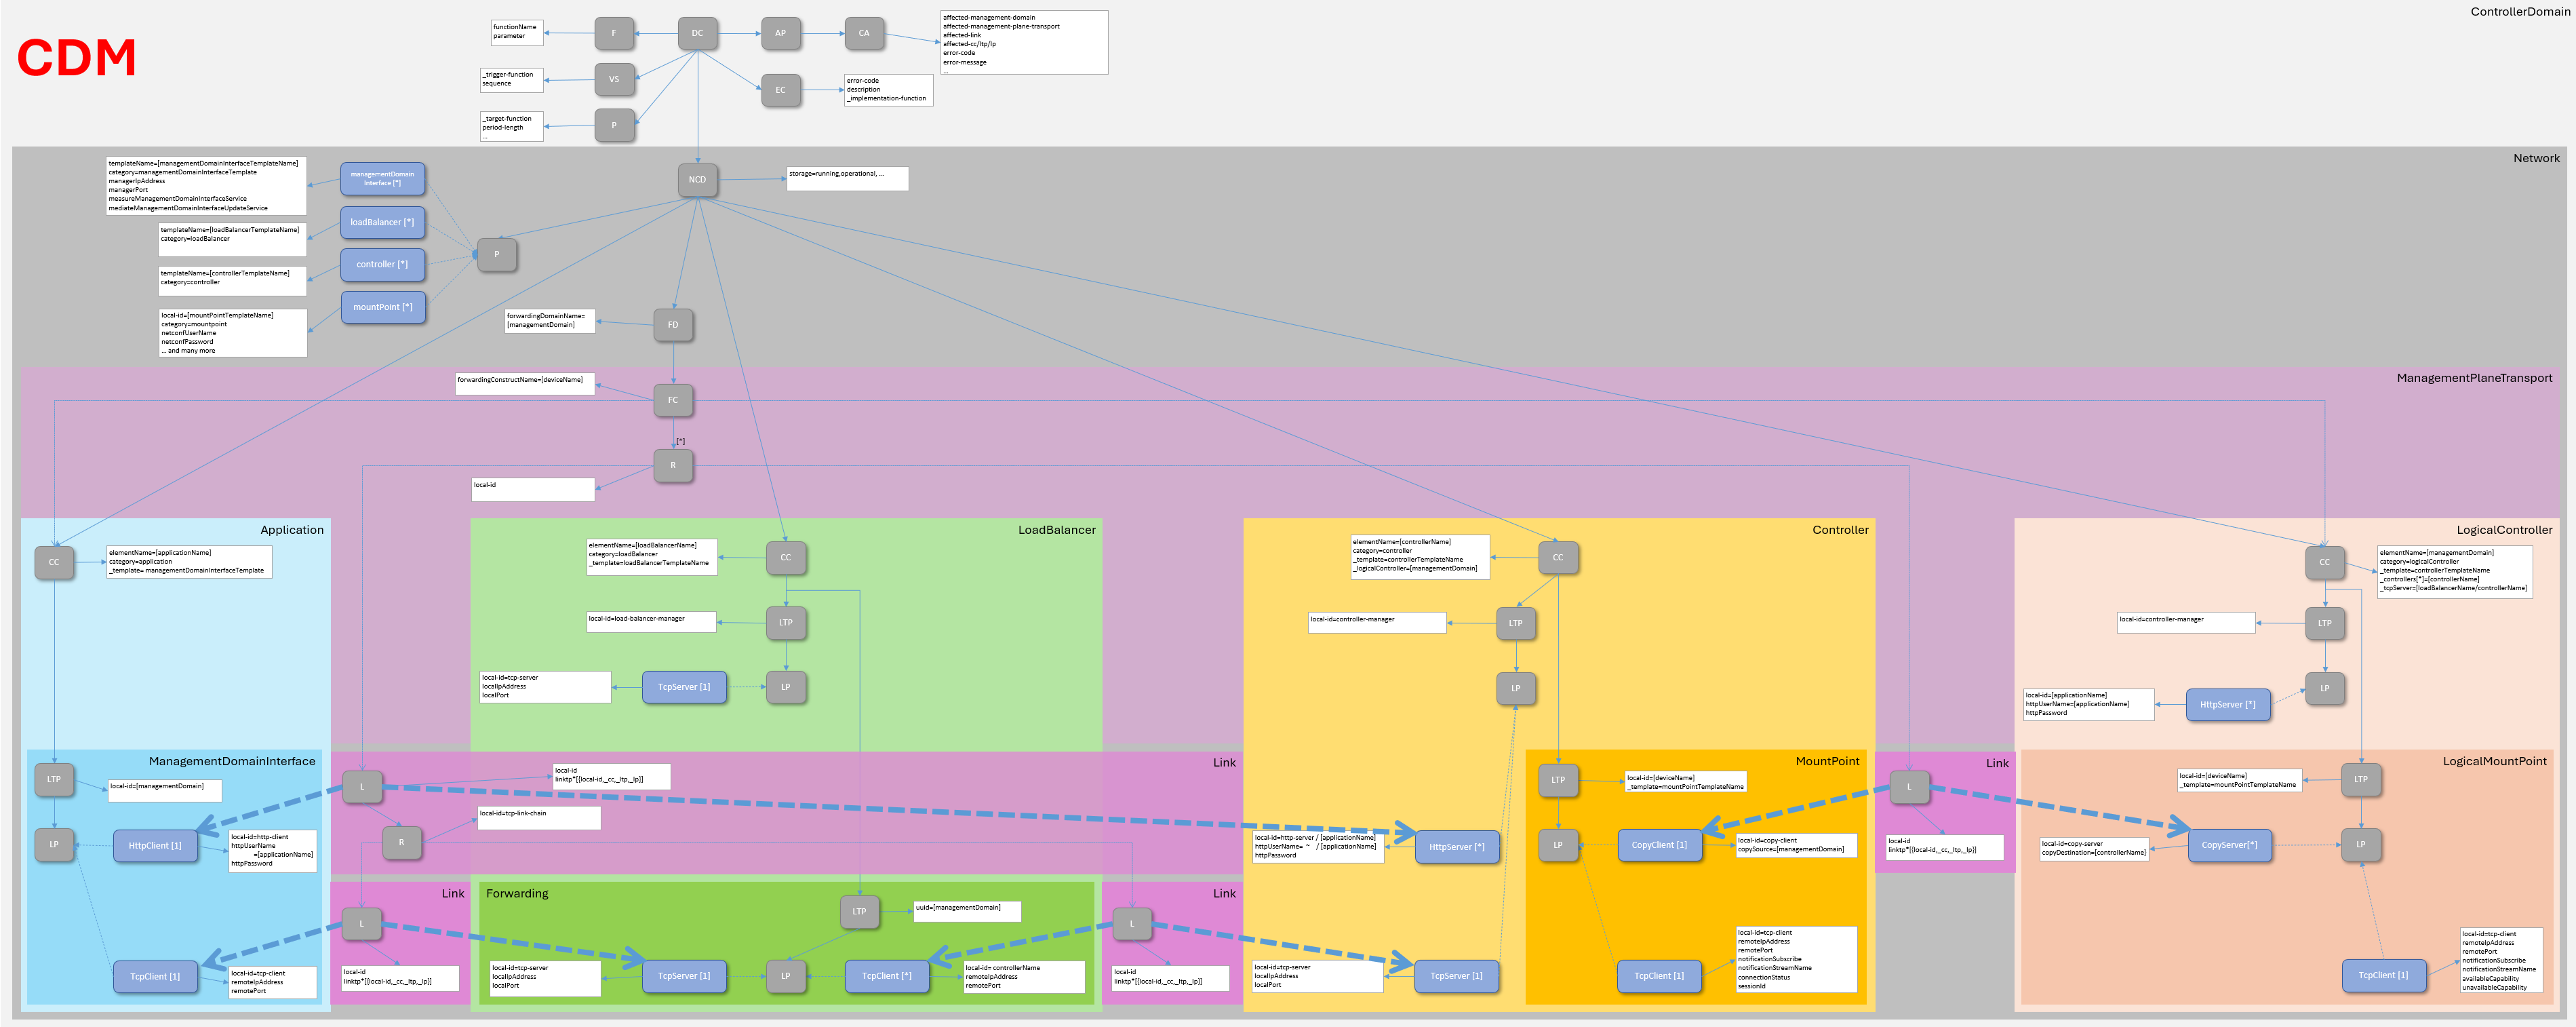 ControllerDomain
CDM
functionName
parameter
F
DC
AP
CA
affected-management-domain
affected-management-plane-transport
affected-link
affected-cc/ltp/lp
error-code
error-message
...
_trigger-function
sequence
VS
EC
error-code
description
_implementation-function
_target-function
period-length
...
P
Network
templateName=[managementDomainInterfaceTemplateName]
category=managementDomainInterfaceTemplate
managerIpAddress
managerPort
measureManagementDomainInterfaceService
mediateManagementDomainInterfaceUpdateService
managementDomain
Interface [*]
NCD
storage=running,operational, ...
templateName=[loadBalancerTemplateName]
category=loadBalancer
loadBalancer [*]
P
templateName=[controllerTemplateName]
category=controller
controller [*]
local-id=[mountPointTemplateName]
category=mountpoint
netconfUserName
netconfPassword
... and many more
mountPoint [*]
forwardingDomainName=
[managementDomain]
FD
ManagementPlaneTransport
forwardingConstructName=[deviceName]
FC
[*]
R
local-id
Application
CC
elementName=[applicationName]
category=application
_template= managementDomainInterfaceTemplate
LoadBalancer
elementName=[loadBalancerName]
category=loadBalancer
_template=loadBalancerTemplateName
CC
local-id=load-balancer-manager
LTP
local-id=tcp-server
localIpAddress
localPort
TcpServer [1]
LP
Controller
elementName=[controllerName]
category=controller
_template=controllerTemplateName
_logicalController=[managementDomain]
CC
local-id=controller-manager
LTP
LP
LogicalController
CC
elementName=[managementDomain]
category=logicalController
_template=controllerTemplateName
_controllers[*]=[controllerName]
_tcpServer=[loadBalancerName/controllerName]
local-id=controller-manager
LTP
local-id=[applicationName]
httpUserName=[applicationName]
httpPassword
HttpServer [*]
LP
ManagementDomainInterface
LTP
local-id=[managementDomain]
LP
HttpClient [1]
local-id=http-client
httpUserName
=[applicationName]
httpPassword
TcpClient [1]
local-id=tcp-client
remoteIpAddress
remotePort
Link
L
local-id
linktp*[{local-id,_cc,_ltp,_lp}]
local-id=tcp-link-chain
R
Link
L
local-id
linktp*[{local-id,_cc,_ltp,_lp}]
Forwarding
LTP
uuid=[managementDomain]
local-id=tcp-server
localIpAddress
localPort
TcpServer [1]
LP
TcpClient [*]
local-id= controllerName
remoteIpAddress
remotePort
Link
L
local-id
linktp*[{local-id,_cc,_ltp,_lp}]
local-id=http-server / [applicationName]
httpUserName= ~ / [applicationName]
httpPassword
HttpServer [*]
local-id=tcp-server
localIpAddress
localPort
TcpServer [1]
MountPoint
LTP
local-id=[deviceName]
_template=mountPointTemplateName
LP
CopyClient [1]
local-id=copy-client
copySource=[managementDomain]
TcpClient [1]
local-id=tcp-client
remoteIpAddress
remotePort
notificationSubscribe
notificationStreamName
connectionStatus
sessionId
Link
L
local-id
linktp*[{local-id,_cc,_ltp,_lp}]
LogicalMountPoint
local-id=[deviceName]
_template=mountPointTemplateName
LTP
local-id=copy-server
copyDestination=[controllerName]
CopyServer[*]
LP
TcpClient [1]
local-id=tcp-client
remoteIpAddress
remotePort
notificationSubscribe
notificationStreamName
availableCapability
unavailableCapability